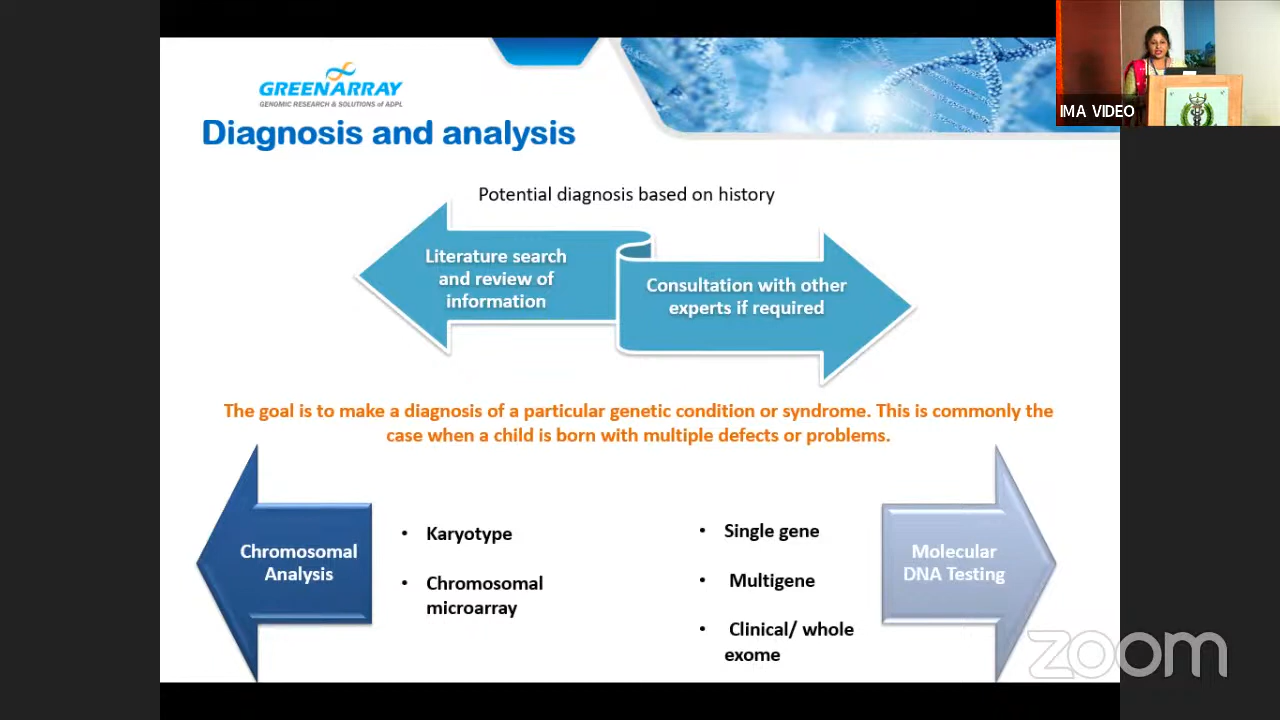 GREENARRAY
GENOMIC RESEARCH & SOLUTIONS of ADPL
Diagnosis and analysis
IMA VIDEO
Potential diagnosis based on history
Literature search
and review of
information
Consultation with other
experts if required
The goal is to make a diagnosis of a particular genetic condition or syndrome. This is commonly the
case when a child is born with multiple defects or problems.
Chromosomal
Analysis
• Karyotype
• Chromosomal
microarray
• Single gene
• Multigene
• Clinical/ whole
exome
Molecular
DNA Testing
zoom